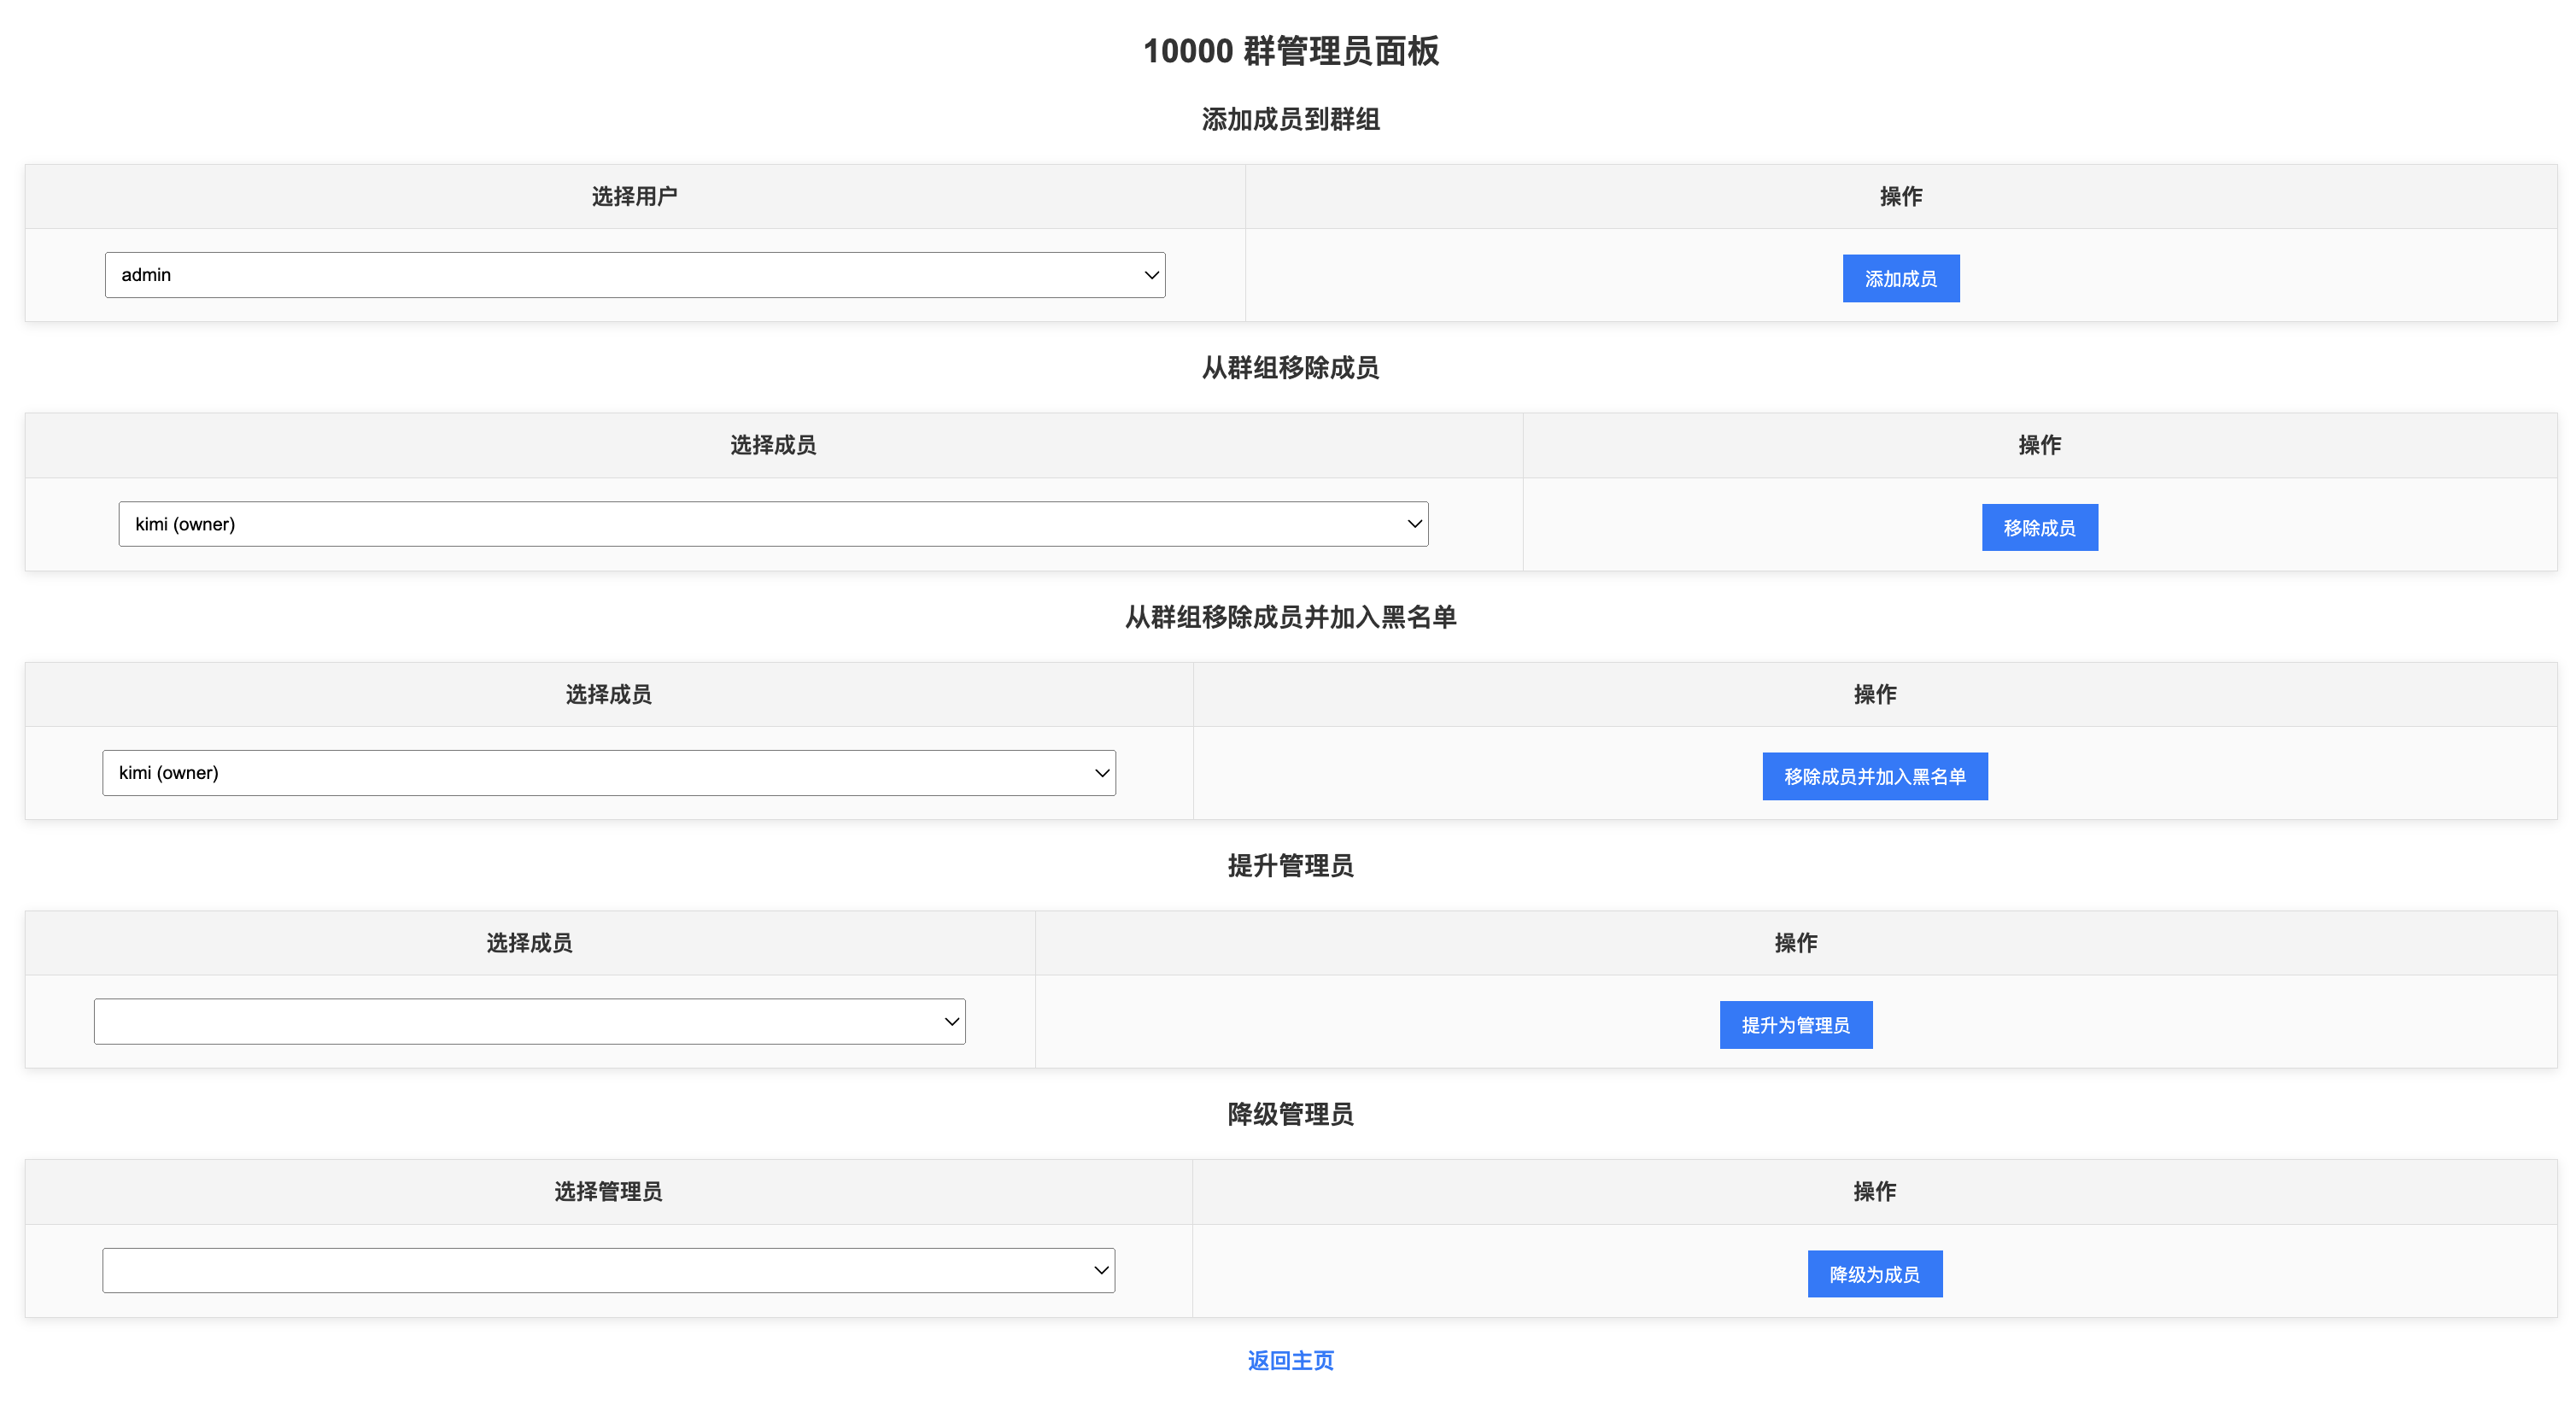 10000 群管理员面板
添加成员到群组
选择用户 操作
admin 添加成员
从群组移除成员
选择成员 操作
kimi (owner) 移除成员
从群组移除成员并加入黑名单
选择成员 操作
kimi (owner) 移除成员并加入黑名单
提升管理员
选择成员 操作
提升为管理员
降级管理员
选择管理员 操作
降级为成员
返回主页